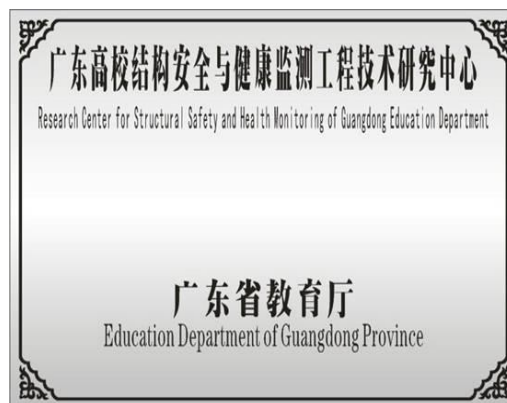 广东高校结构安全与健康监测工程技术研究中心
Research Center for Structural Safety and Health Monitoring of Guangdong Education Department
广东省教育厅
Education Department of Guangdong Province